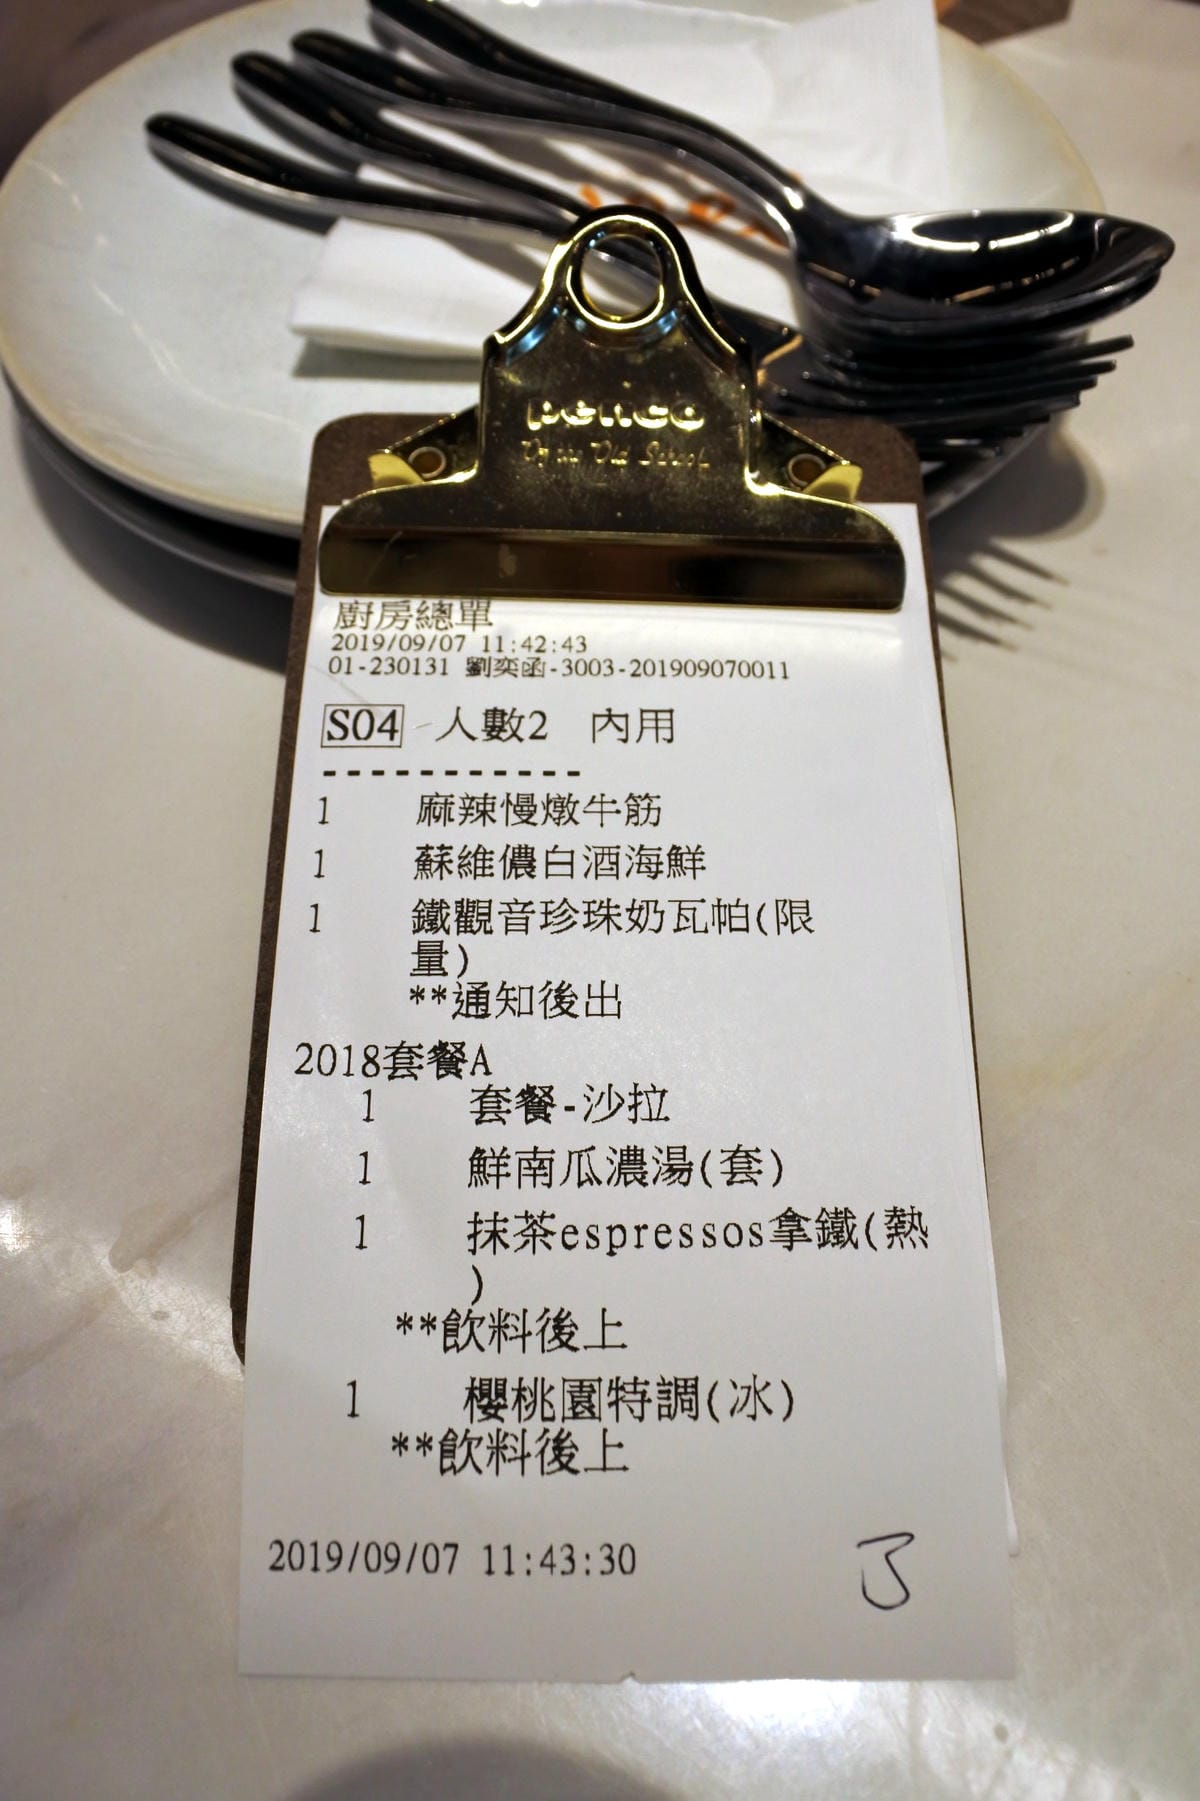 penco
廚房總單
2019/09/07 11:42:43
01-230131 劉奕函-3003-201909070011
S04 人數2 內用
-----------
1 麻辣慢燉牛筋
1 蘇維儂白酒海鮮
1 鐵觀音珍珠奶瓦帕(限
量)
**通知後出
2018套餐A
1 套餐-沙拉
1 鮮南瓜濃湯(套)
1 抹茶espressos拿鐵(熱
)
**飲料後上
1 櫻桃園特調(冰)
**飲料後上
2019/09/07 11:43:30